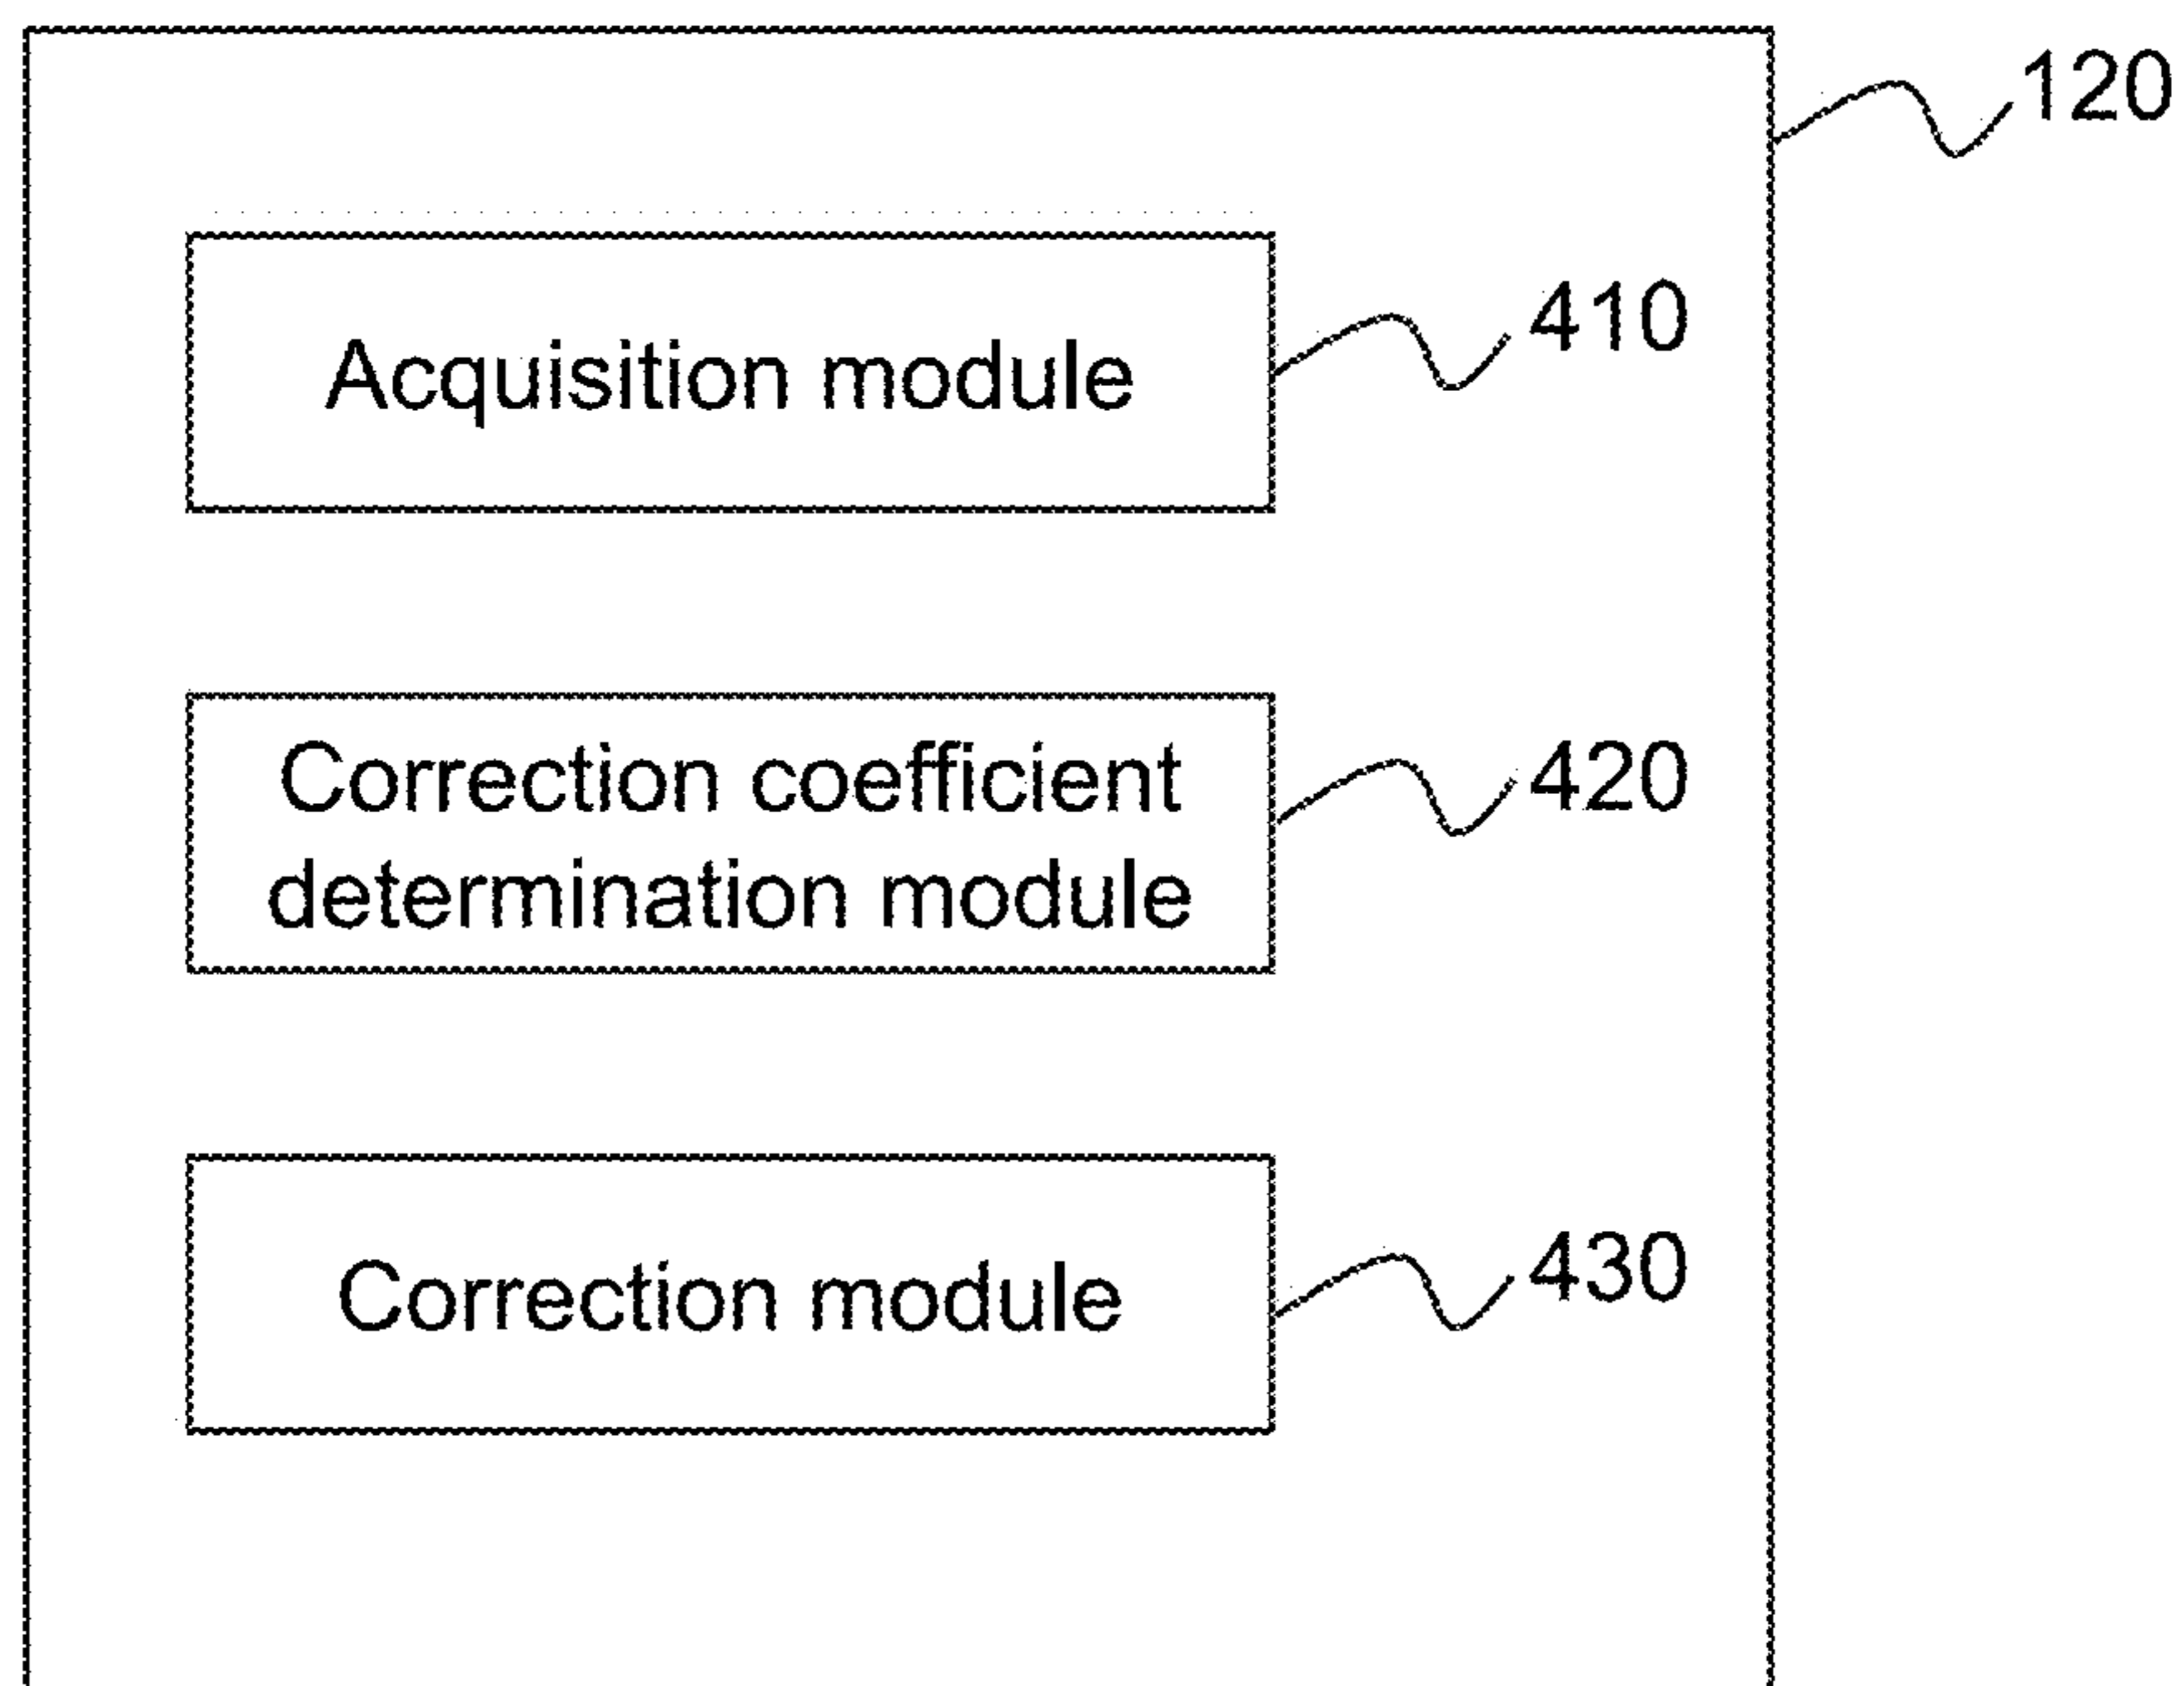 120
Acquisition module
410
Correction coefficient
determination module
420
Correction module
430